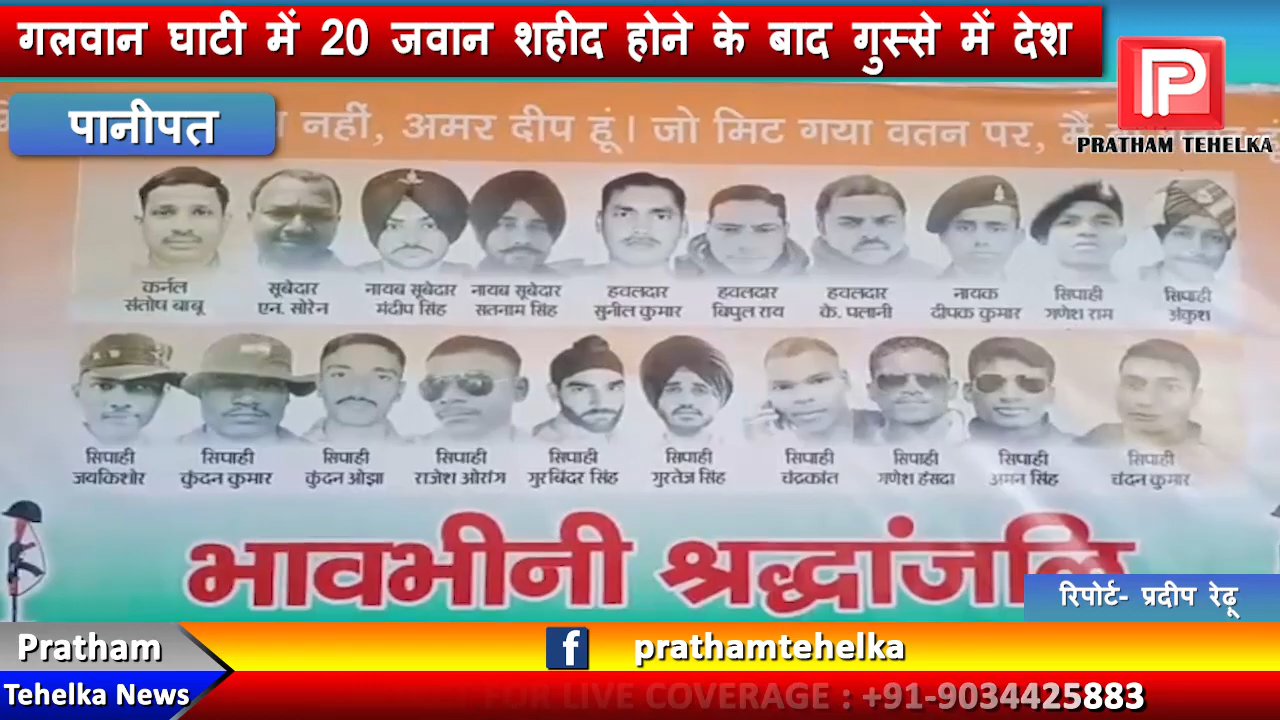 गलवान घाटी में 20 जवान शहीद होने के बाद गुस्से में देश
PRATHAM TEHELKA
पानीपत
नहीं, अमर दीप हूं। जो मिट गया वतन पर, मैं
कर्नल सूबेदार नायब सूबेदार नायब सूबेदार हवलदार हवलदार हवलदार नायक सिपाही सिपाही
संतोष बाबू एन. सोरेन मंदीप सिंह सतनाम सिंह सुनील कुमार बिपुल राय के. पलानी दीपक कुमार गणेश राम अंकुश
सिपाही सिपाही सिपाही सिपाही सिपाही सिपाही सिपाही सिपाही सिपाही सिपाही
जयकिशोर कुंदन कुमार कुंदन ओझा राजेश ओरांग गुरबिंदर सिंह गुरतेज सिंह चंद्रकांत गणेश हंसदा अमन सिंह चंदन कुमार
भावभीनी श्रद्धांजलि
रिपोर्ट- प्रदीप रेढू
Pratham
Tehelka News
f prathamtehelka
FOR LIVE COVERAGE : +91-9034425883